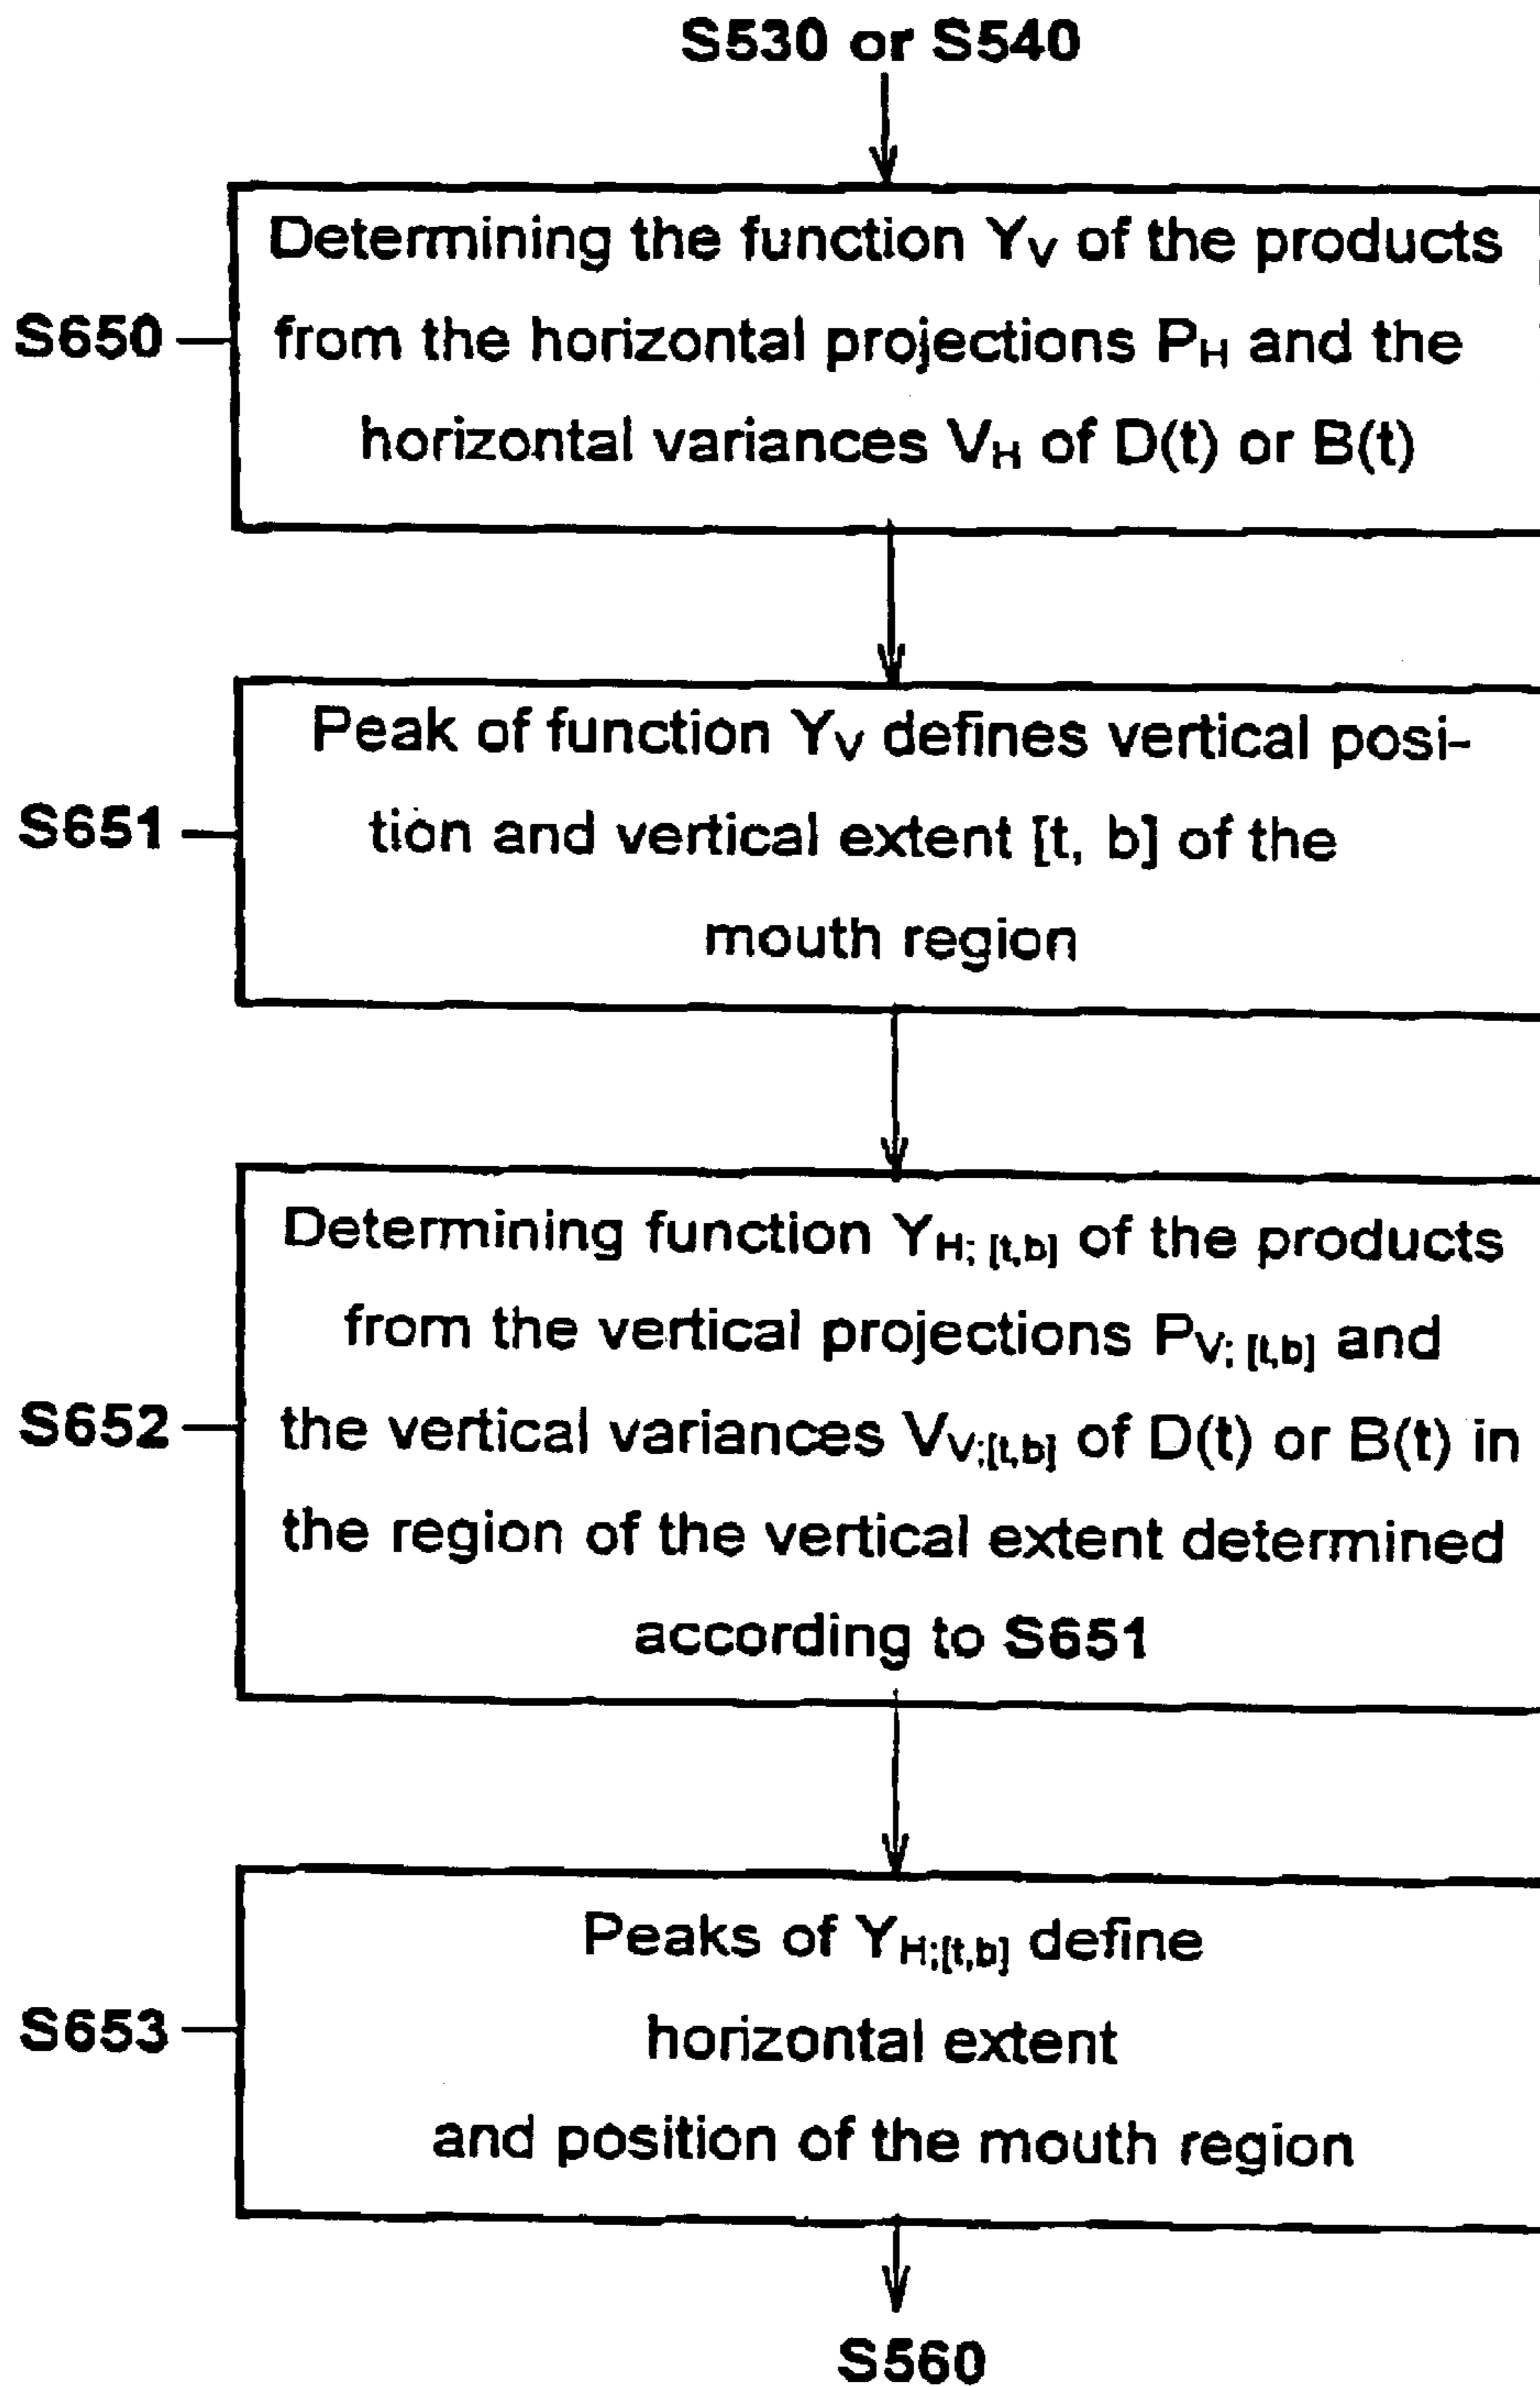 S530 or S540
Determining the function Yv of the products
S650
from the horizontal projections PH and the
horizontal variances VH of D(t) or B(t)
Peak of function Yv defines vertical posi-
S651
tion and vertical extent [t, b] of the
mouth region
Determining function YH; [t,b] of the products
from the vertical projections PV; [t,b] and
S652
the vertical variances VV;[t,b] of D(t) or B(t) in
the region of the vertical extent determined
according to S651
Peaks of YH;[t,b] define
S653
horizontal extent
and position of the mouth region
S560